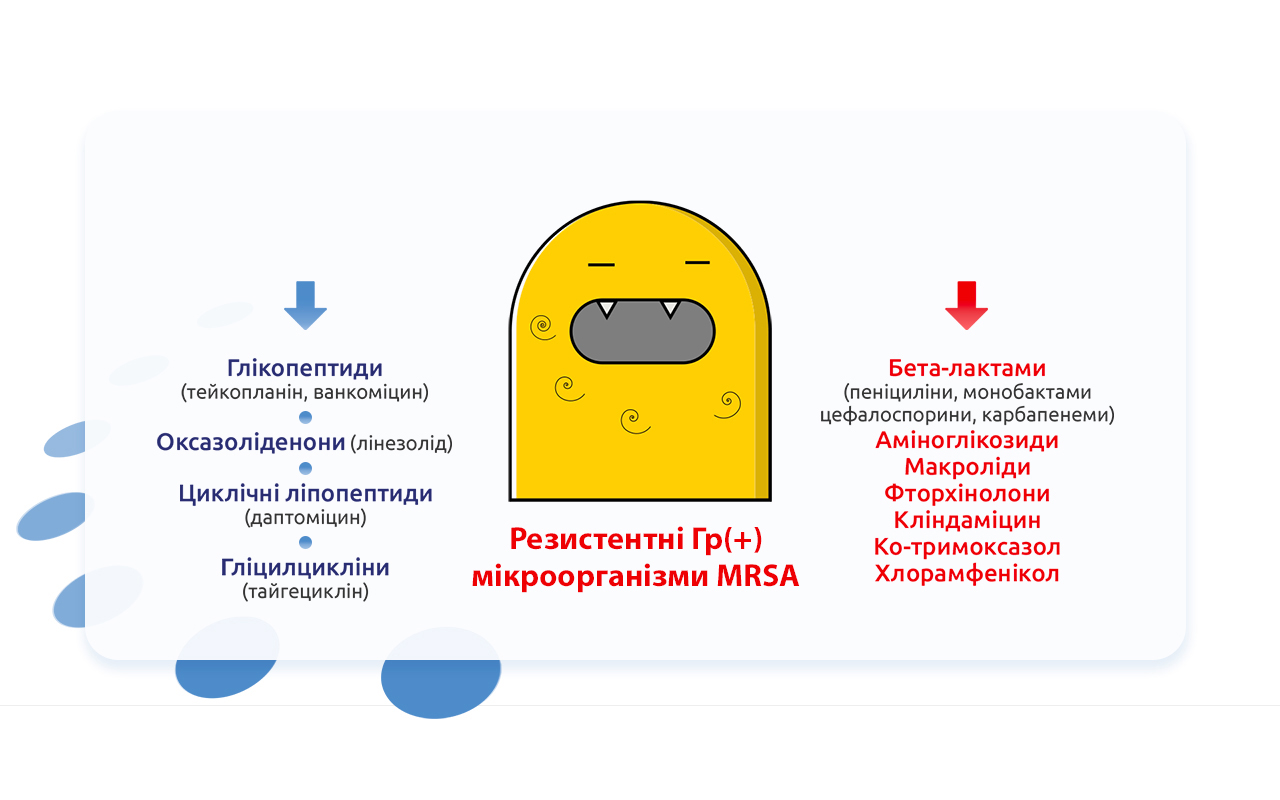 Глікопептиди
(тейкопланін, ванкоміцин)
Оксазоліденони (лінезолід)
Циклічні ліпопептиди
(даптоміцин)
Гліцилцикліни
(тайгециклін)
Резистентні Гр(+)
мікроорганізми MRSA
Бета-лактами
(пеніциліни, монобактами
цефалоспорини, карбапенеми)
Аміноглікозиди
Макроліди
Фторхінолони
Кліндаміцин
Ко-тримоксазол
Хлорамфенікол